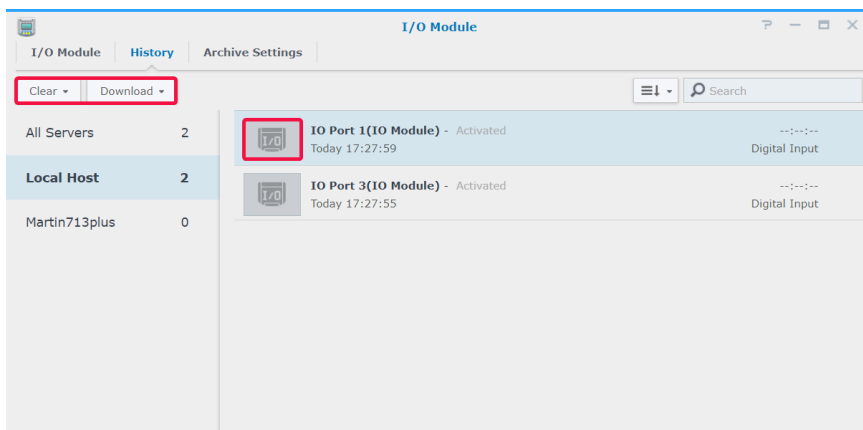 I/O Module
I/O Module History Archive Settings
Clear Download Search
All Servers 2
Local Host 2
Martin713plus 0
I/O IO Port 1(IO Module) - Activated --:--:--
Today 17:27:59 Digital Input
I/O IO Port 3(IO Module) - Activated --:--:--
Today 17:27:55 Digital Input